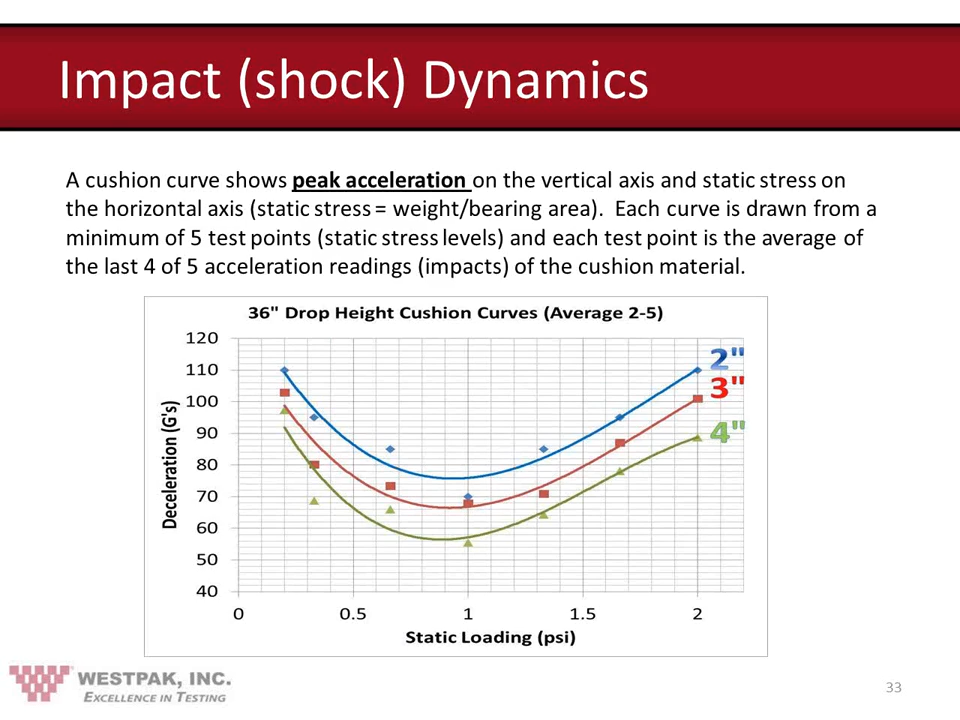 Impact (shock) Dynamics
A cushion curve shows peak acceleration on the vertical axis and static stress on
the horizontal axis (static stress = weight/bearing area).  Each curve is drawn from a
minimum of 5 test points (static stress levels) and each test point is the average of
the last 4 of 5 acceleration readings (impacts) of the cushion material.
36" Drop Height Cushion Curves (Average 2-5)
120
110
100
90
80
70
60
50
40
Deceleration (G's)
2"
3"
4"
0 0.5 1 1.5 2
Static Loading (psi)
WESTPAK, INC.
EXCELLENCE IN TESTING
33